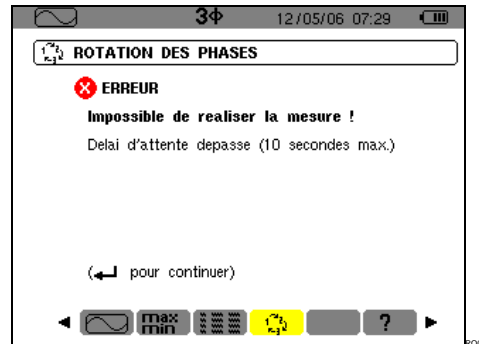 3Φ 12/05/06 07:29
ROTATION DES PHASES
ERREUR
Impossible de realiser la mesure !
Delai d'attente depasse (10 secondes max.)
(↵ pour continuer)
max min ?